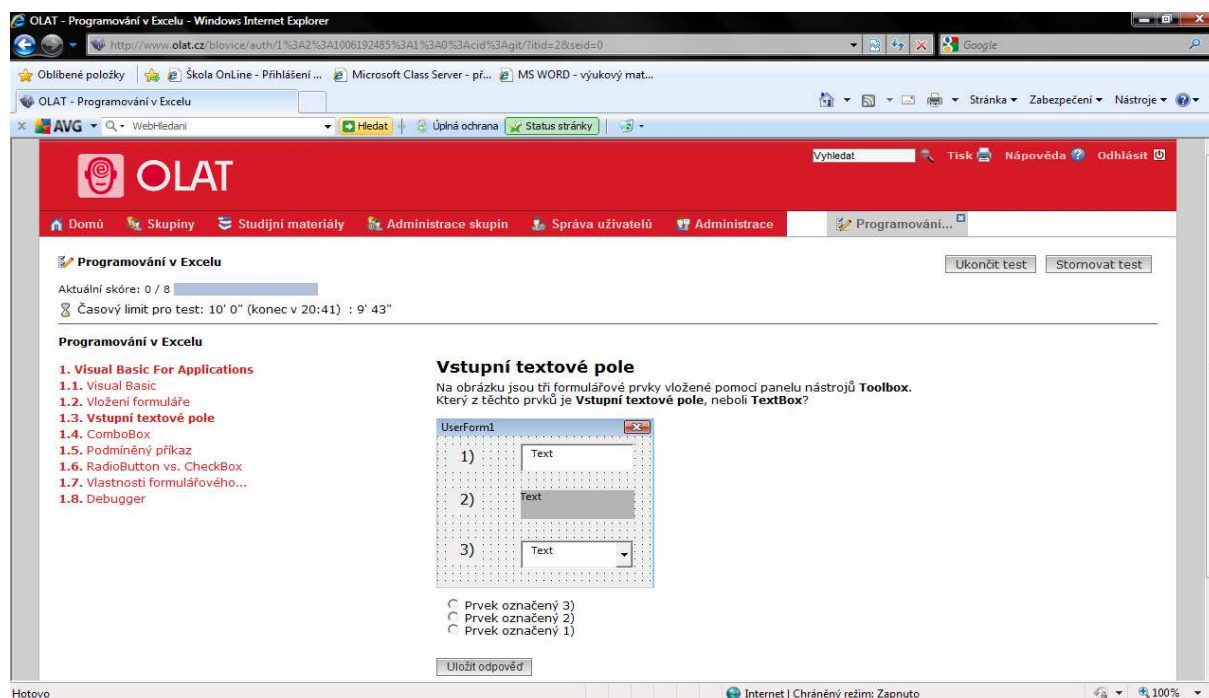 OLAT - Programování v Excelu - Windows Internet Explorer
http://www.olat.cz/blovice/auth/1%3A2%3A1006192485%3A1%3A0%3Acid%3Agit/?itid=2&seid=0
Google
Oblíbené položky
Škola OnLine - Přihlášení ...
Microsoft Class Server - př...
MS WORD - výukový mat...
OLAT - Programování v Excelu
Stránka
Zabezpečení
Nástroje
AVG
WebHledani
Hledat
Úplná ochrana
Status stránky
OLAT
Vyhledat
Tisk
Nápověda
Odhlásit
Domů
Skupiny
Studijní materiály
Administrace skupin
Správa uživatelů
Administrace
Programování...
Programování v Excelu
Ukončit test
Stornovat test
Aktuální skóre: 0 / 8
Časový limit pro test: 10' 0" (konec v 20:41) : 9' 43"
Programování v Excelu
1. Visual Basic For Applications
1.1. Visual Basic
1.2. Vložení formuláře
1.3. Vstupní textové pole
1.4. ComboBox
1.5. Podmíněný příkaz
1.6. RadioButton vs. CheckBox
1.7. Vlastnosti formulářového...
1.8. Debugger
Vstupní textové pole
Na obrázku jsou tři formulářové prvky vložené pomocí panelu nástrojů Toolbox.
Který z těchto prvků je Vstupní textové pole, neboli TextBox?
UserForm1
1) Text
2) Text
3) Text
Prvek označený 3)
Prvek označený 2)
Prvek označený 1)
Uložit odpověď
Hotovo
Internet | Chráněný režim: Zapnuto
100%